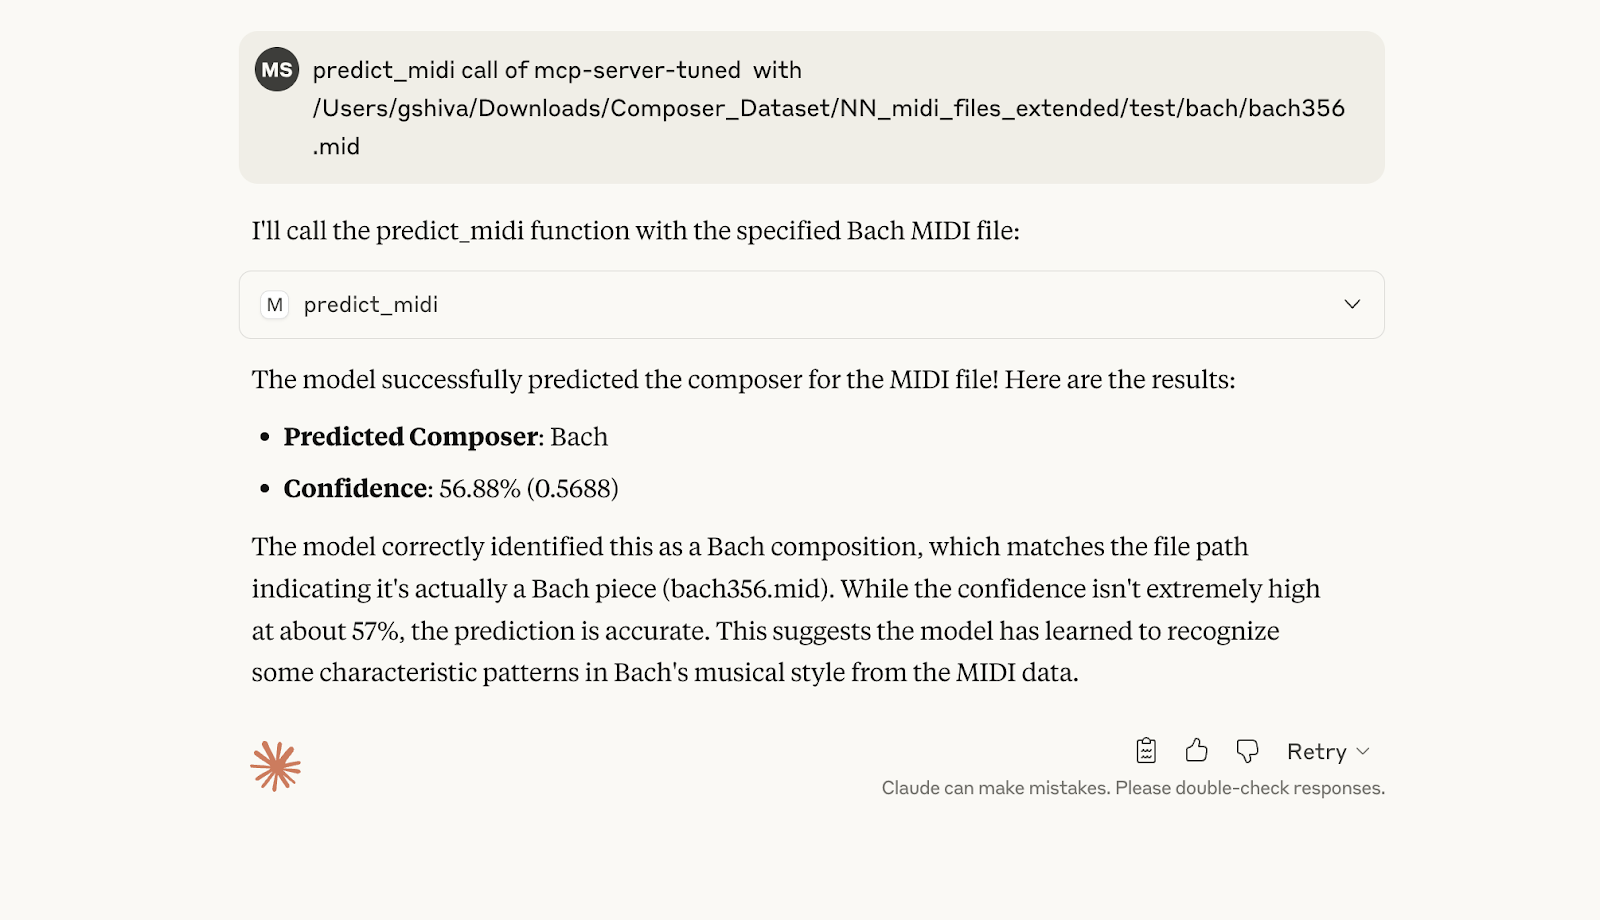 MS
predict_midi call of mcp-server-tuned  with
/Users/gshiva/Downloads/Composer_Dataset/NN_midi_files_extended/test/bach/bach356
.mid
I'll call the predict_midi function with the specified Bach MIDI file:
M predict_midi
The model successfully predicted the composer for the MIDI file! Here are the results:
• Predicted Composer: Bach
• Confidence: 56.88% (0.5688)
The model correctly identified this as a Bach composition, which matches the file path
indicating it's actually a Bach piece (bach356.mid). While the confidence isn't extremely high
at about 57%, the prediction is accurate. This suggests the model has learned to recognize
some characteristic patterns in Bach's musical style from the MIDI data.
Retry
Claude can make mistakes. Please double-check responses.